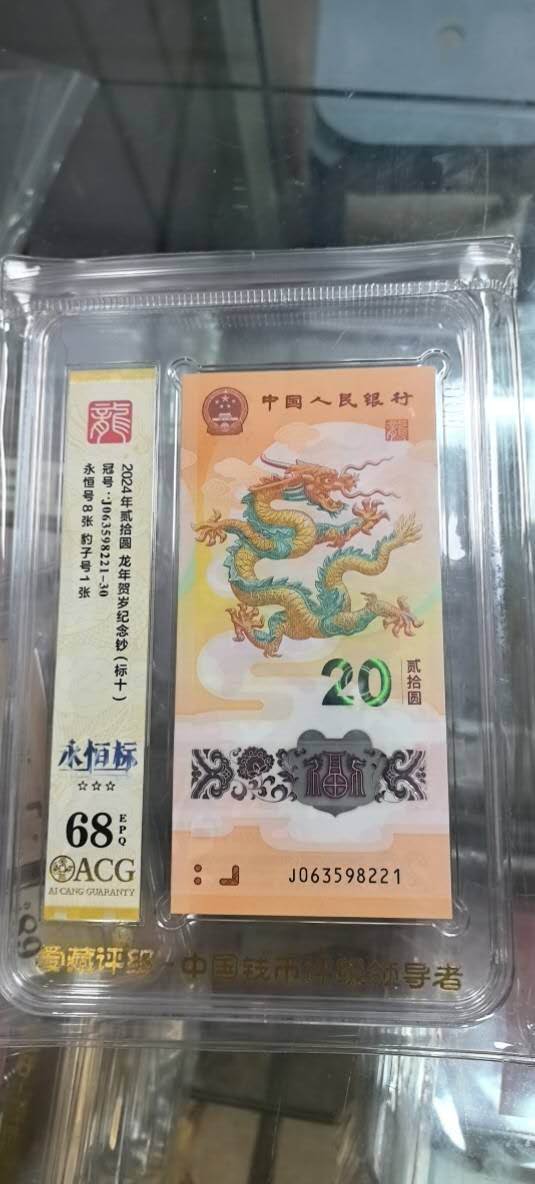 龍
2024年贰拾圆 龙年贺岁纪念钞(标十)
冠号:J063598221-30
永恒号8张 豹子号1张
永恒标
☆☆☆
68 EPQ
ACG
AI CANG GUARANTY
中国人民银行
20
贰拾圆
J063598221
爱藏评级-中国钱币评级领导者